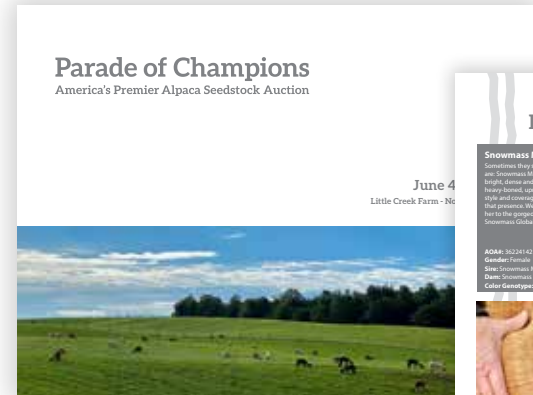 Parade of Champions
America's Premier Alpaca Seedstock Auction
June 4
Little Creek Farm - No
Snowmass
Sometimes they
are: Snowmass M
bright, dense and
heavy-boned, up
style and coverag
that presence. We
her to the gorgeo
Snowmass Globa
AOA#: 36224142
Gender: Female
Sire: Snowmass
Dam: Snowmass
Color Genotype: